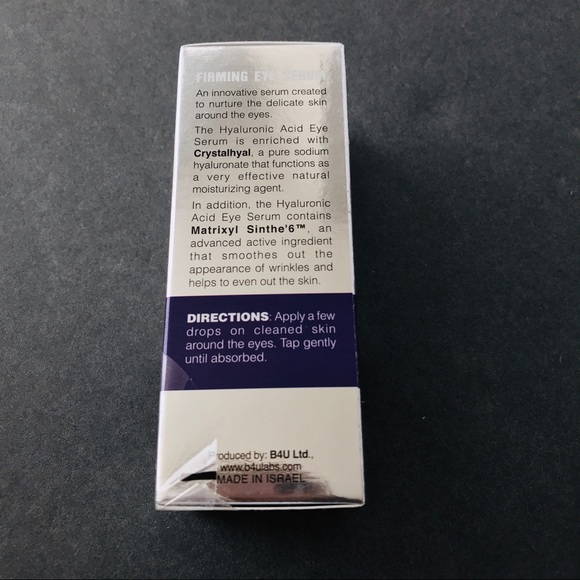 FIRMING EYE SERUM
An innovative serum created
to nurture the delicate skin
around the eyes.
The Hyaluronic Acid Eye
Serum is enriched with
Crystalhyal, a pure sodium
hyaluronate that functions as
a very effective natural
moisturizing agent.
In addition, the Hyaluronic
Acid Eye Serum contains
Matrixyl Sinthe'6™, an
advanced active ingredient
that smoothes out the
appearance of wrinkles and
helps to even out the skin.
DIRECTIONS: Apply a few
drops on cleaned skin
around the eyes. Tap gently
until absorbed.
Produced by: B4U Ltd.,
www.b4ulabs.com
MADE IN ISRAEL